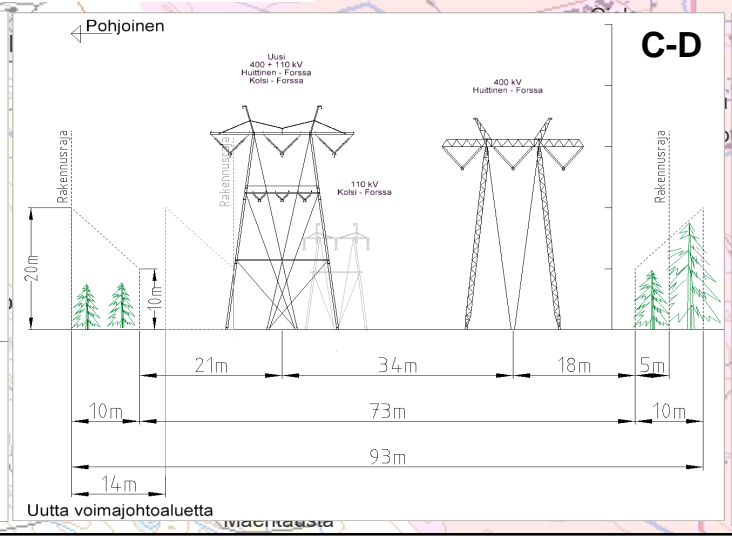 Pohjoinen
C-D
Uusi
400 + 110 kV
Huittinen - Forssa
Kolsi - Forssa
400 kV
Huittinen - Forssa
Rakennusraja
Rakennusraja
Rakennusraja
110 kV
Kolsi - Forssa
20m
10m
21m
34m
18m
5m
10m
73m
10m
93m
14m
Uutta voimajohtoaluetta